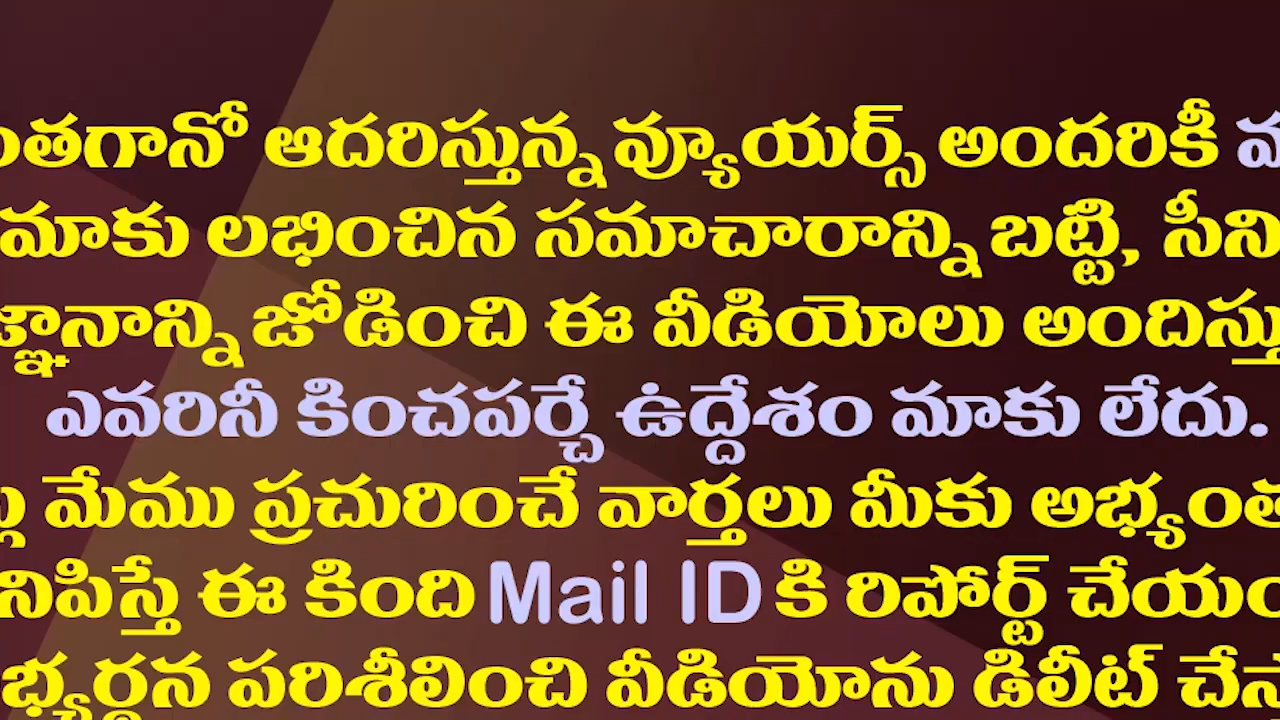 ంతగానో ఆదరిస్తున్న వ్యూయర్స్ అందరికీ
మాకు లభించిన సమాచారాన్ని బట్టి, సీని
జ్ఞానాన్ని జోడించి ఈ వీడియోలు అందిస్తు
ఎవరినీ కించపర్చే ఉద్దేశం మాకు లేదు.
మేము ప్రచురించే వార్తలు మీకు అభ్యంత
నిపిస్తే ఈ కింది Mail ID కి రిపోర్ట్ చేయం
భ్యర్థన పరిశీలించి వీడియోను డిలీట్ చేస